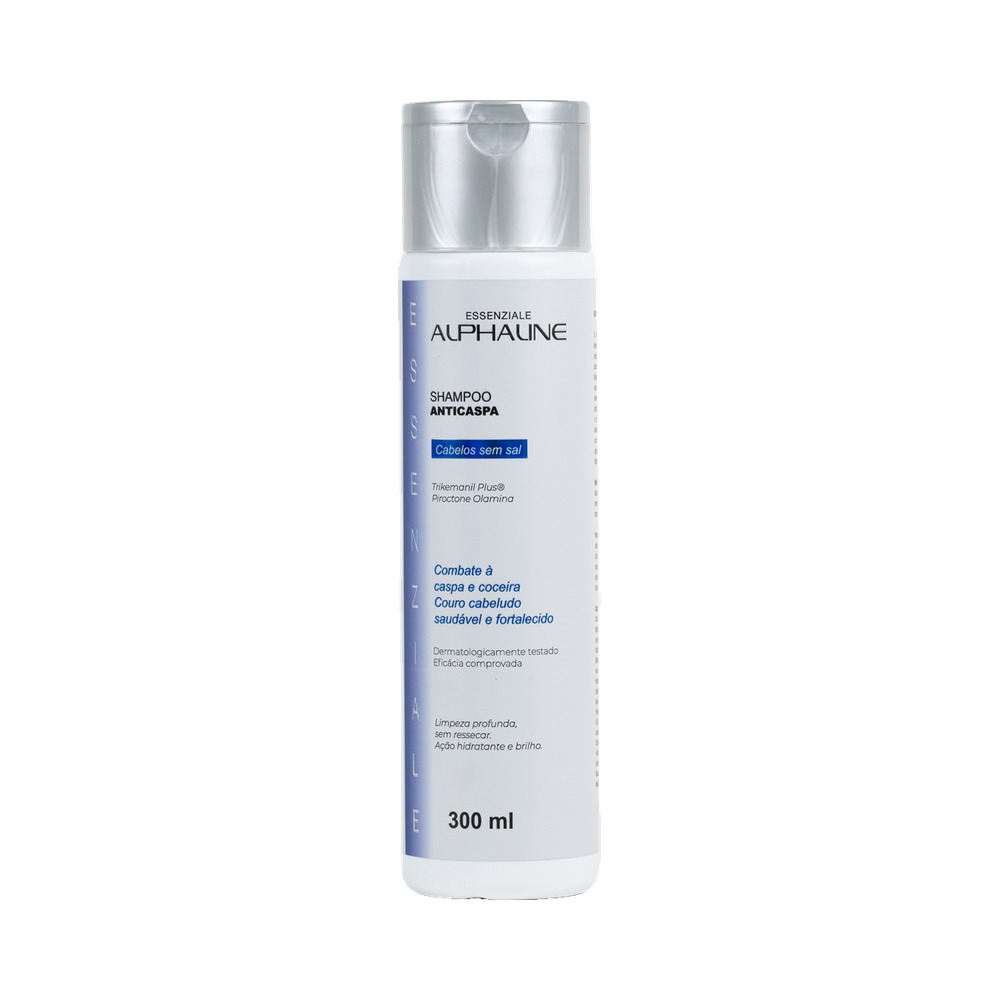 ESSENZIALE
ESSENZIALE
ALPHALINE
SHAMPOO
ANTICASPA
Cabelos sem sal
Trikemanil Plus®
Piroctone Olamina
Combate à
caspa e coceira
Couro cabeludo
saudável e fortalecido
Dermatologicamente testado
Eficácia comprovada
Limpeza profunda,
sem ressecar.
Ação hidratante e brilho.
300 ml